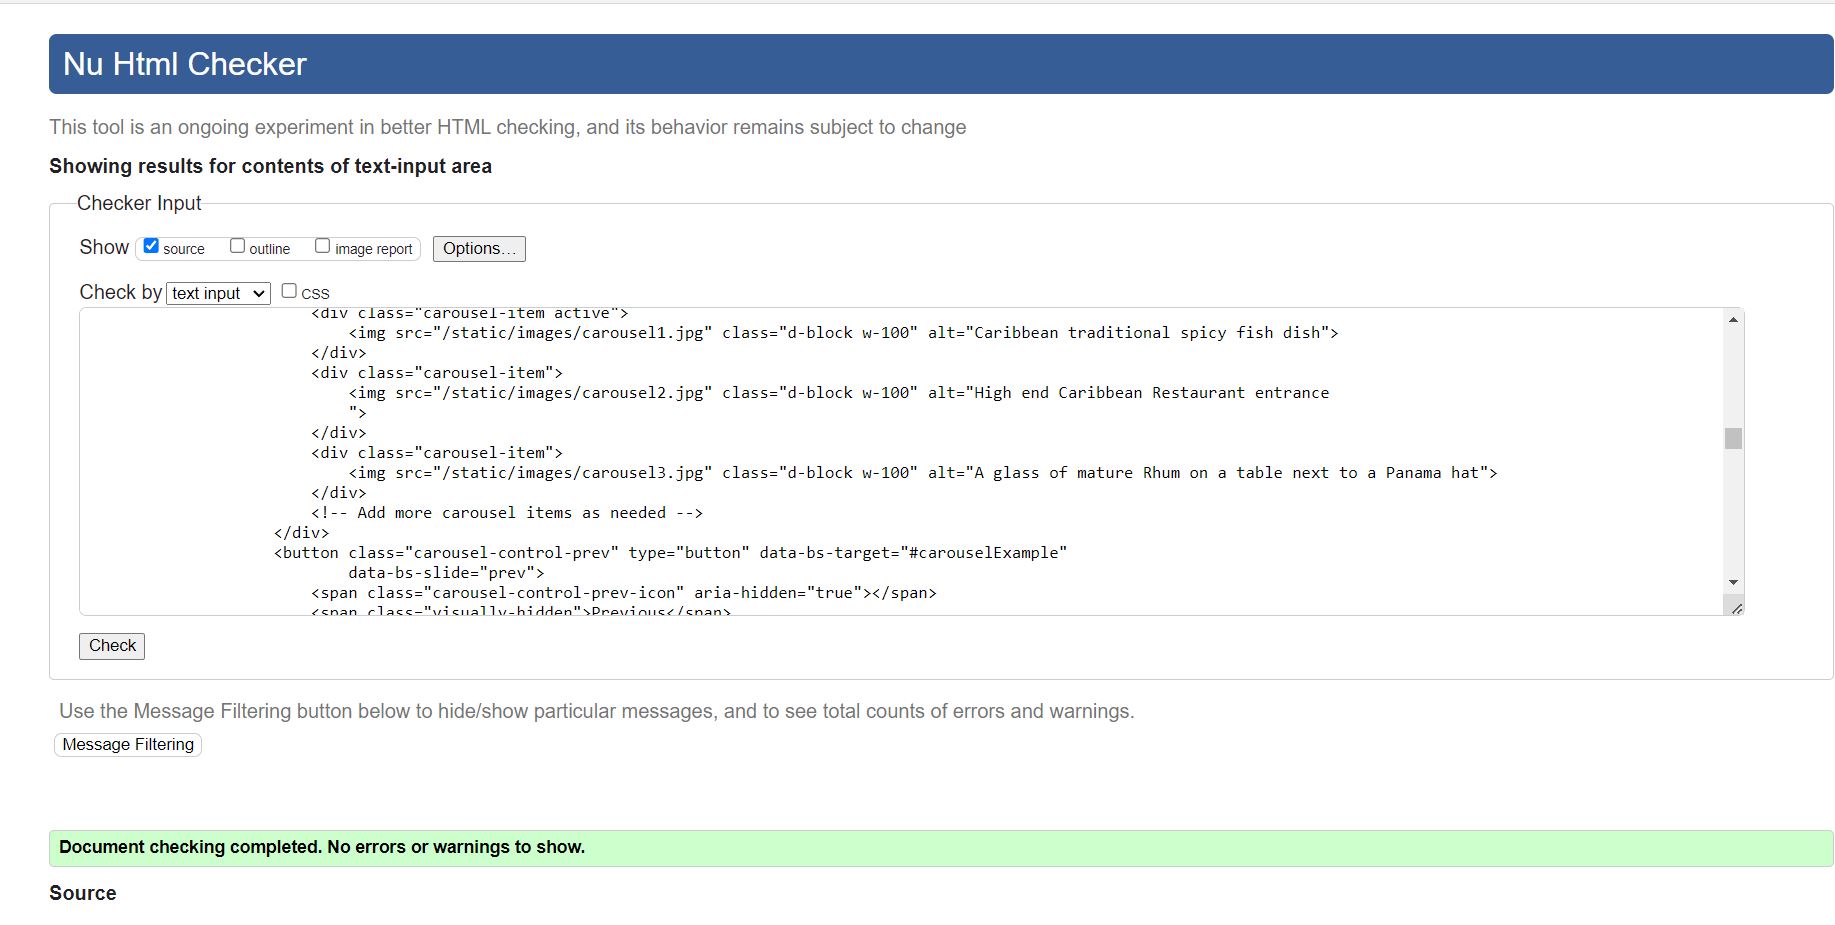 Nu Html Checker
This tool is an ongoing experiment in better HTML checking, and its behavior remains subject to change
Showing results for contents of text-input area
Checker Input
Show source outline image report Options...
Check by text input CSS
<div class="carousel-item active">
<img src="/static/images/carousel1.jpg" class="d-block w-100" alt="Caribbean traditional spicy fish dish">
</div>
<div class="carousel-item">
<img src="/static/images/carousel2.jpg" class="d-block w-100" alt="High end Caribbean Restaurant entrance
">
</div>
<div class="carousel-item">
<img src="/static/images/carousel3.jpg" class="d-block w-100" alt="A glass of mature Rhum on a table next to a Panama hat">
</div>
<!-- Add more carousel items as needed -->
</div>
<button class="carousel-control-prev" type="button" data-bs-target="#carouselExample"
data-bs-slide="prev">
<span class="carousel-control-prev-icon" aria-hidden="true"></span>
<span class="visually-hidden">Previous</span>
Check
Use the Message Filtering button below to hide/show particular messages, and to see total counts of errors and warnings.
Message Filtering
Document checking completed. No errors or warnings to show.
Source